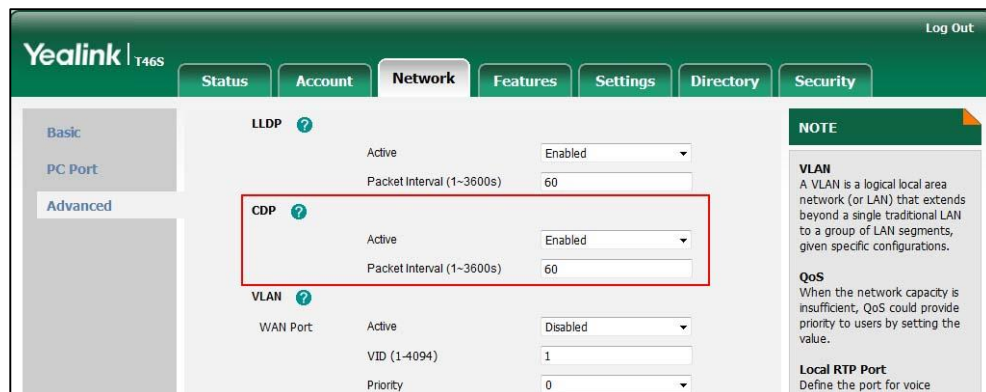 Log Out
Yealink T46S
Status Account Network Features Settings Directory Security
Basic
PC Port
Advanced
LLDP ?
Active Enabled
Packet Interval (1~3600s) 60
CDP ?
Active Enabled
Packet Interval (1~3600s) 60
VLAN ?
WAN Port Active Disabled
VID (1-4094) 1
Priority 0
NOTE
VLAN
A VLAN is a logical local area
network (or LAN) that extends
beyond a single traditional LAN
to a group of LAN segments,
given specific configurations.
QoS
When the network capacity is
insufficient, QoS could provide
priority to users by setting the
value.
Local RTP Port
Define the port for voice